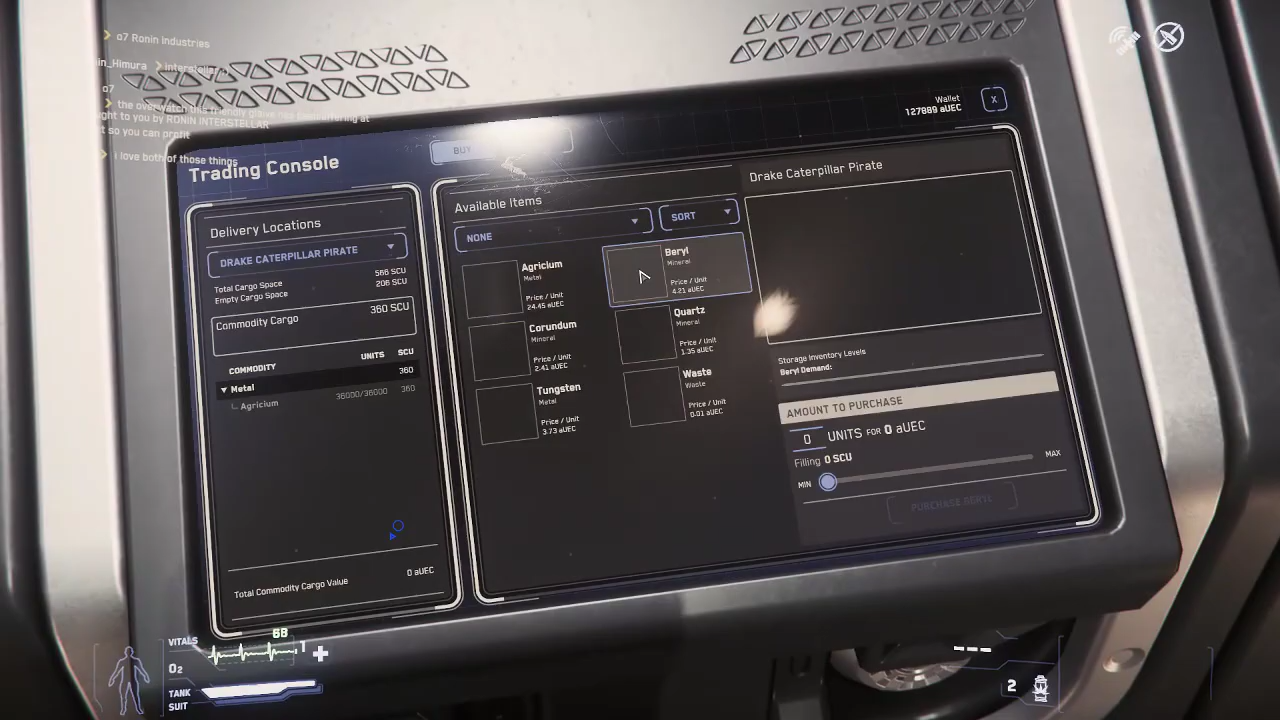 o7 Ronin Industries
in_Himura
interstellar
o7
the overwatch this friendly
at
ght to you by RONIN INTERSTELLAR
t so you can profit
i love both of those things
Wallet
127889 aUEC
X
Trading Console
BUY
Delivery Locations
DRAKE CATERPILLAR PIRATE
Total Cargo Space 566 SCU
Empty Cargo Space 206 SCU
Commodity Cargo 360 SCU
COMMODITY UNITS SCU
Metal 360
Agricium 36000/36000 360
Total Commodity Cargo Value 0 aUEC
Available Items
NONE SORT
Agricium
Metal
Price / Unit
24.45 aUEC
Beryl
Mineral
Price / Unit
4.21 aUEC
Corundum
Mineral
Price / Unit
2.41 aUEC
Quartz
Mineral
Price / Unit
1.35 aUEC
Tungsten
Metal
Price / Unit
3.73 aUEC
Waste
Waste
Price / Unit
0.01 aUEC
Drake Caterpillar Pirate
Storage Inventory Levels
Beryl Demand:
AMOUNT TO PURCHASE
0 UNITS FOR 0 aUEC
Filling 0 SCU
MIN MAX
PURCHASE BERYL
VITALS 68 1
O2
TANK
SUIT
2